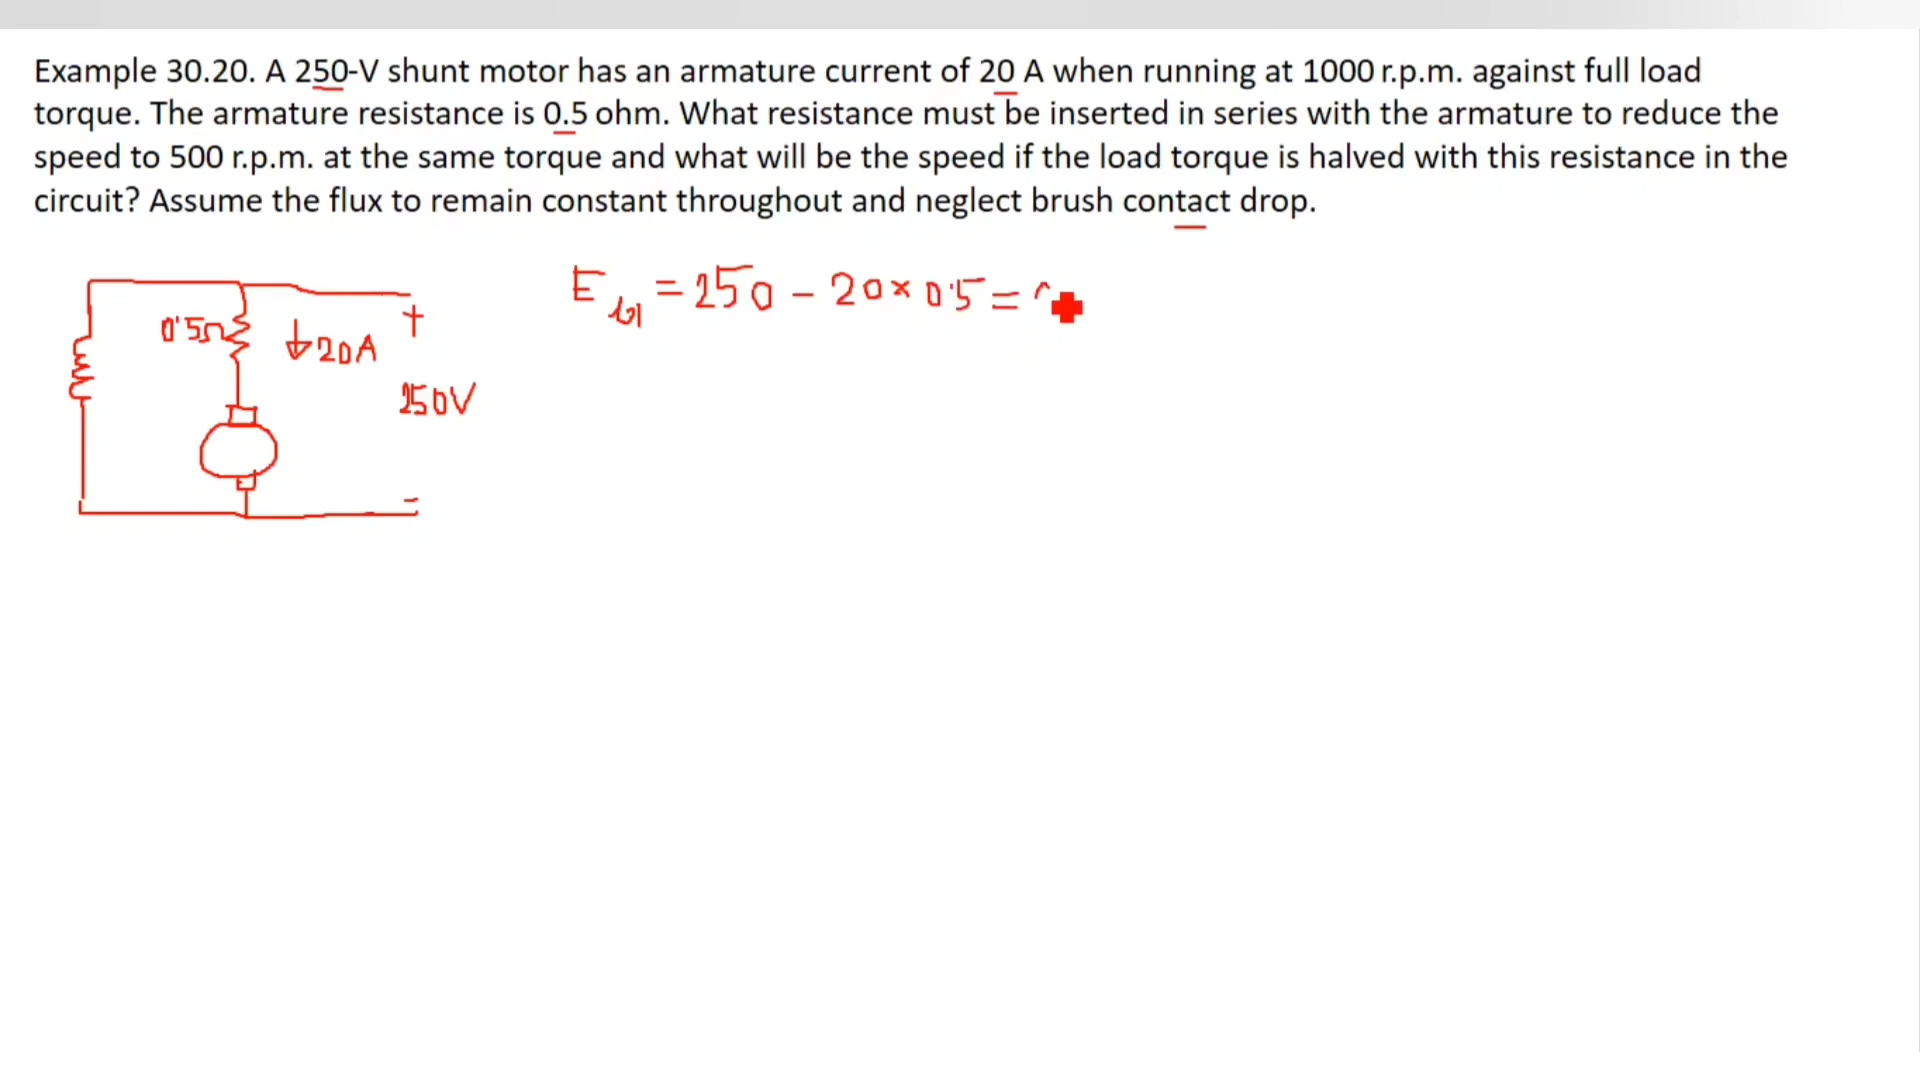 Example 30.20. A 250-V shunt motor has an armature current of 20 A when running at 1000 r.p.m. against full load
torque. The armature resistance is 0.5 ohm. What resistance must be inserted in series with the armature to reduce the
speed to 500 r.p.m. at the same torque and what will be the speed if the load torque is halved with this resistance in the
circuit? Assume the flux to remain constant throughout and neglect brush contact drop.
E b1 = 250 - 20 × 0.5 =
0.5Ω
20A
+
250V
-